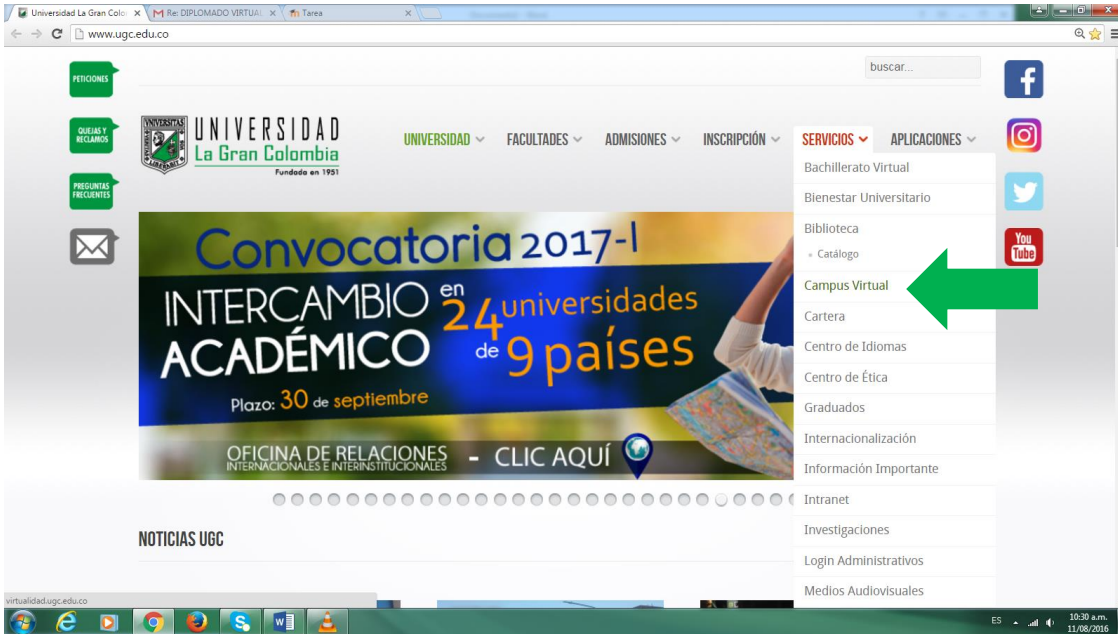 Universidad La Gran Colo
Re: DIPLOMADO VIRTUAL
Tarea
www.ugc.edu.co
buscar...
PETICIONES
QUEJAS Y
RECLAMOS
PREGUNTAS
FRECUENTES
UNIVERSITAS
UNIVERSIDAD
La Gran Colombia
Fundada en 1951
UNIVERSIDAD
FACULTADES
ADMISIONES
INSCRIPCIÓN
SERVICIOS
APLICACIONES
Bachillerato Virtual
Bienestar Universitario
Biblioteca
Catálogo
Campus Virtual
Cartera
Centro de Idiomas
Centro de Ética
Graduados
Internacionalización
Información Importante
Intranet
Investigaciones
Login Administrativos
Medios Audiovisuales
You
Tube
Convocatoria 2017-I
INTERCAMBIO en
ACADÉMICO
24 universidades
de 9 países
Plazo: 30 de septiembre
OFICINA DE RELACIONES
INTERNACIONALES E INTERINSTITUCIONALES
- CLIC AQUÍ
NOTICIAS UGC
virtualidad.ugc.edu.co
ES
10:30 a.m.
11/08/2016